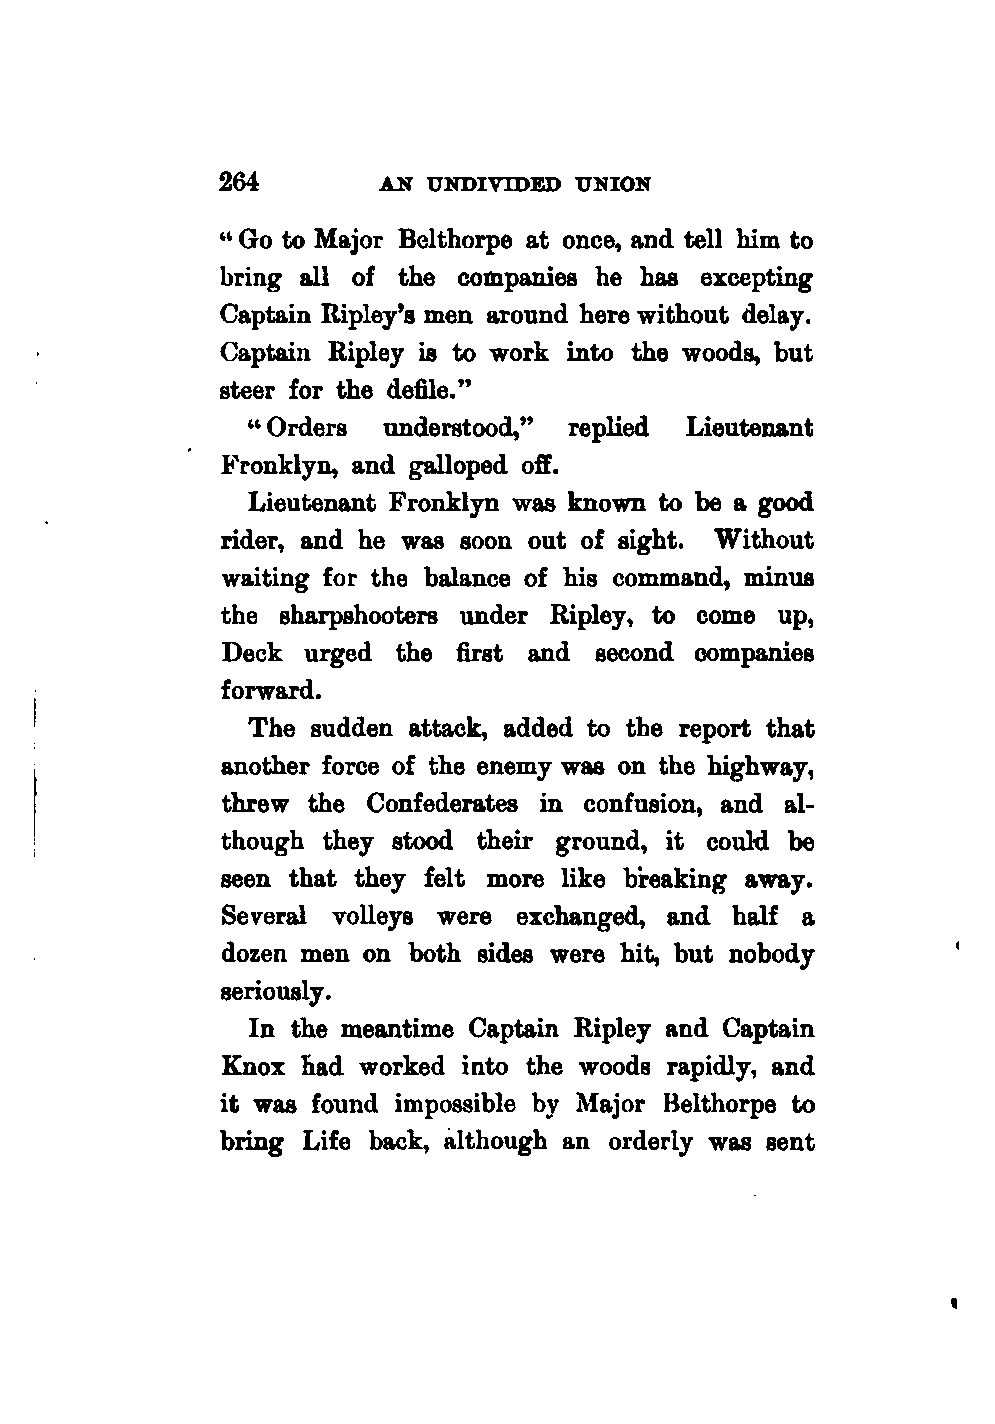 264 AN UNDIVIDED UNION
“Go to Major Belthorpe at once, and tell him to
bring all of the companies he has excepting
Captain Ripley’s men around here without delay.
Captain Ripley is to work into the woods, but
steer for the defile.”
“Orders understood,” replied Lieutenant
Fronklyn, and galloped off.
Lieutenant Fronklyn was known to be a good
rider, and he was soon out of sight. Without
waiting for the balance of his command, minus
the sharpshooters under Ripley, to come up,
Deck urged the first and second companies
forward.
The sudden attack, added to the report that
another force of the enemy was on the highway,
threw the Confederates in confusion, and al-
though they stood their ground, it could be
seen that they felt more like breaking away.
Several volleys were exchanged, and half a
dozen men on both sides were hit, but nobody
seriously.
In the meantime Captain Ripley and Captain
Knox had worked into the woods rapidly, and
it was found impossible by Major Belthorpe to
bring Life back, although an orderly was sent